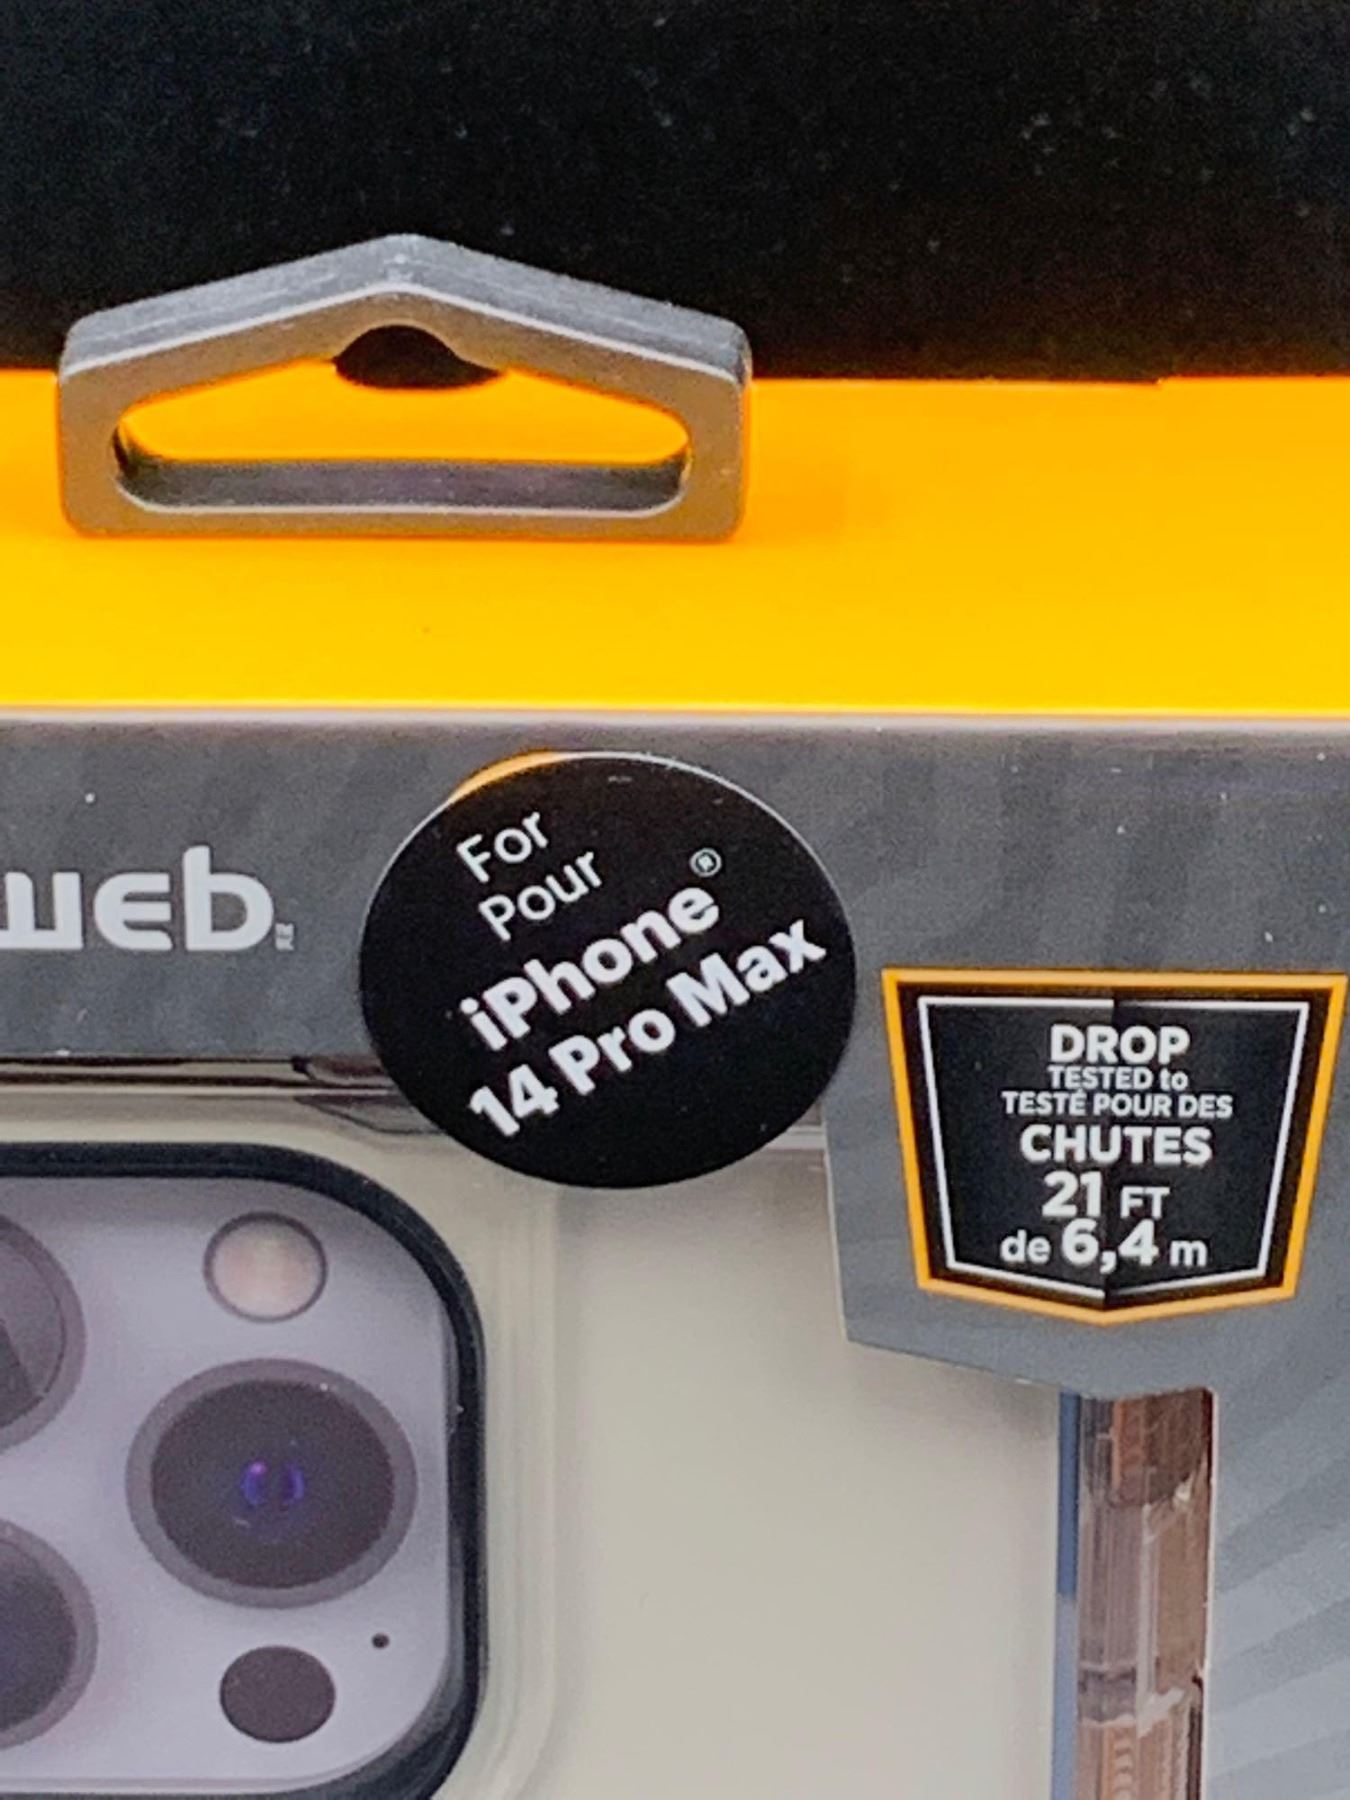 web
For
Pour
iPhone®
14 Pro Max
DROP
TESTED to
TESTÉ POUR DES
CHUTES
21 FT
de 6,4 m